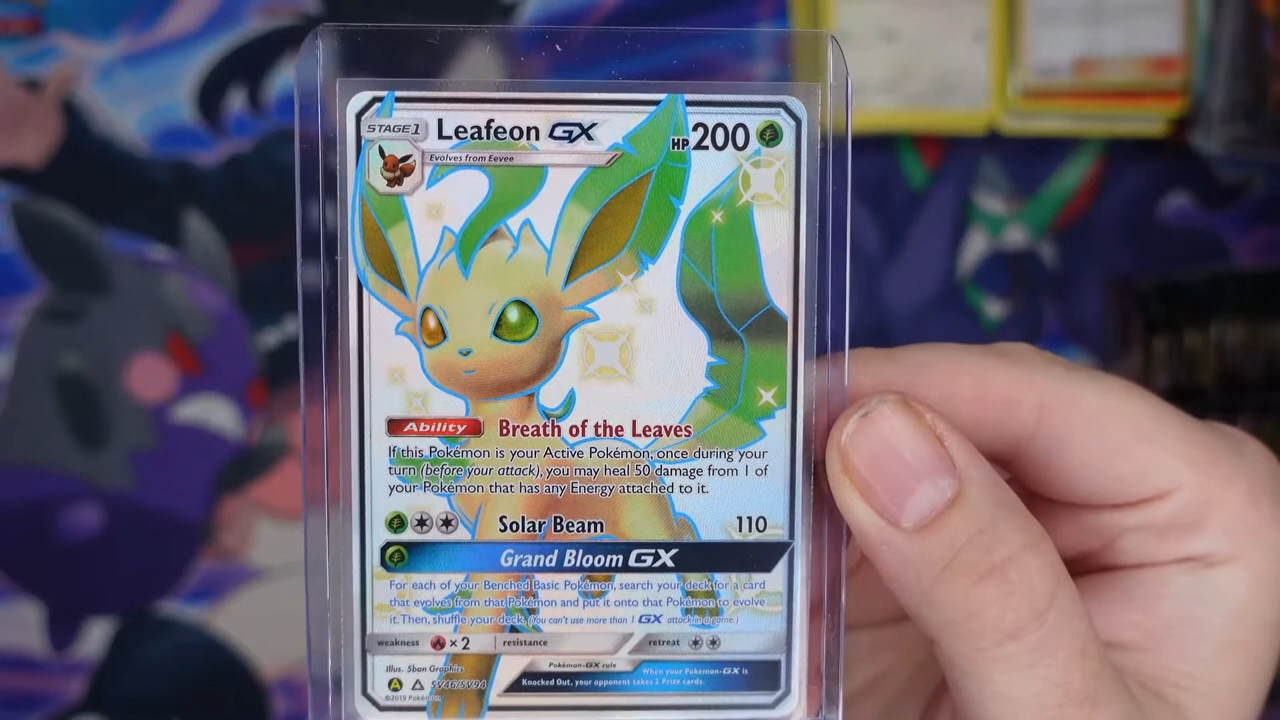 STAGE 1 Leafeon GX HP 200
Evolves from Eevee
Ability Breath of the Leaves
If this Pokémon is your Active Pokémon, once during your
turn (before your attack), you may heal 50 damage from 1 of
your Pokémon that has any Energy attached to it.
Solar Beam 110
Grand Bloom GX
For each of your Benched Basic Pokémon, search your deck for a card
that evolves from that Pokémon and put it onto that Pokémon to evolve
it. Then, shuffle your deck. (You can't use more than 1 GX attack in a game.)
weakness ×2 resistance retreat
Illus. 5ban Graphics
Pokémon-GX rule
When your Pokémon-GX is
Knocked Out, your opponent takes 2 Prize cards.
A SV46/SV94
©2019 Pokémon